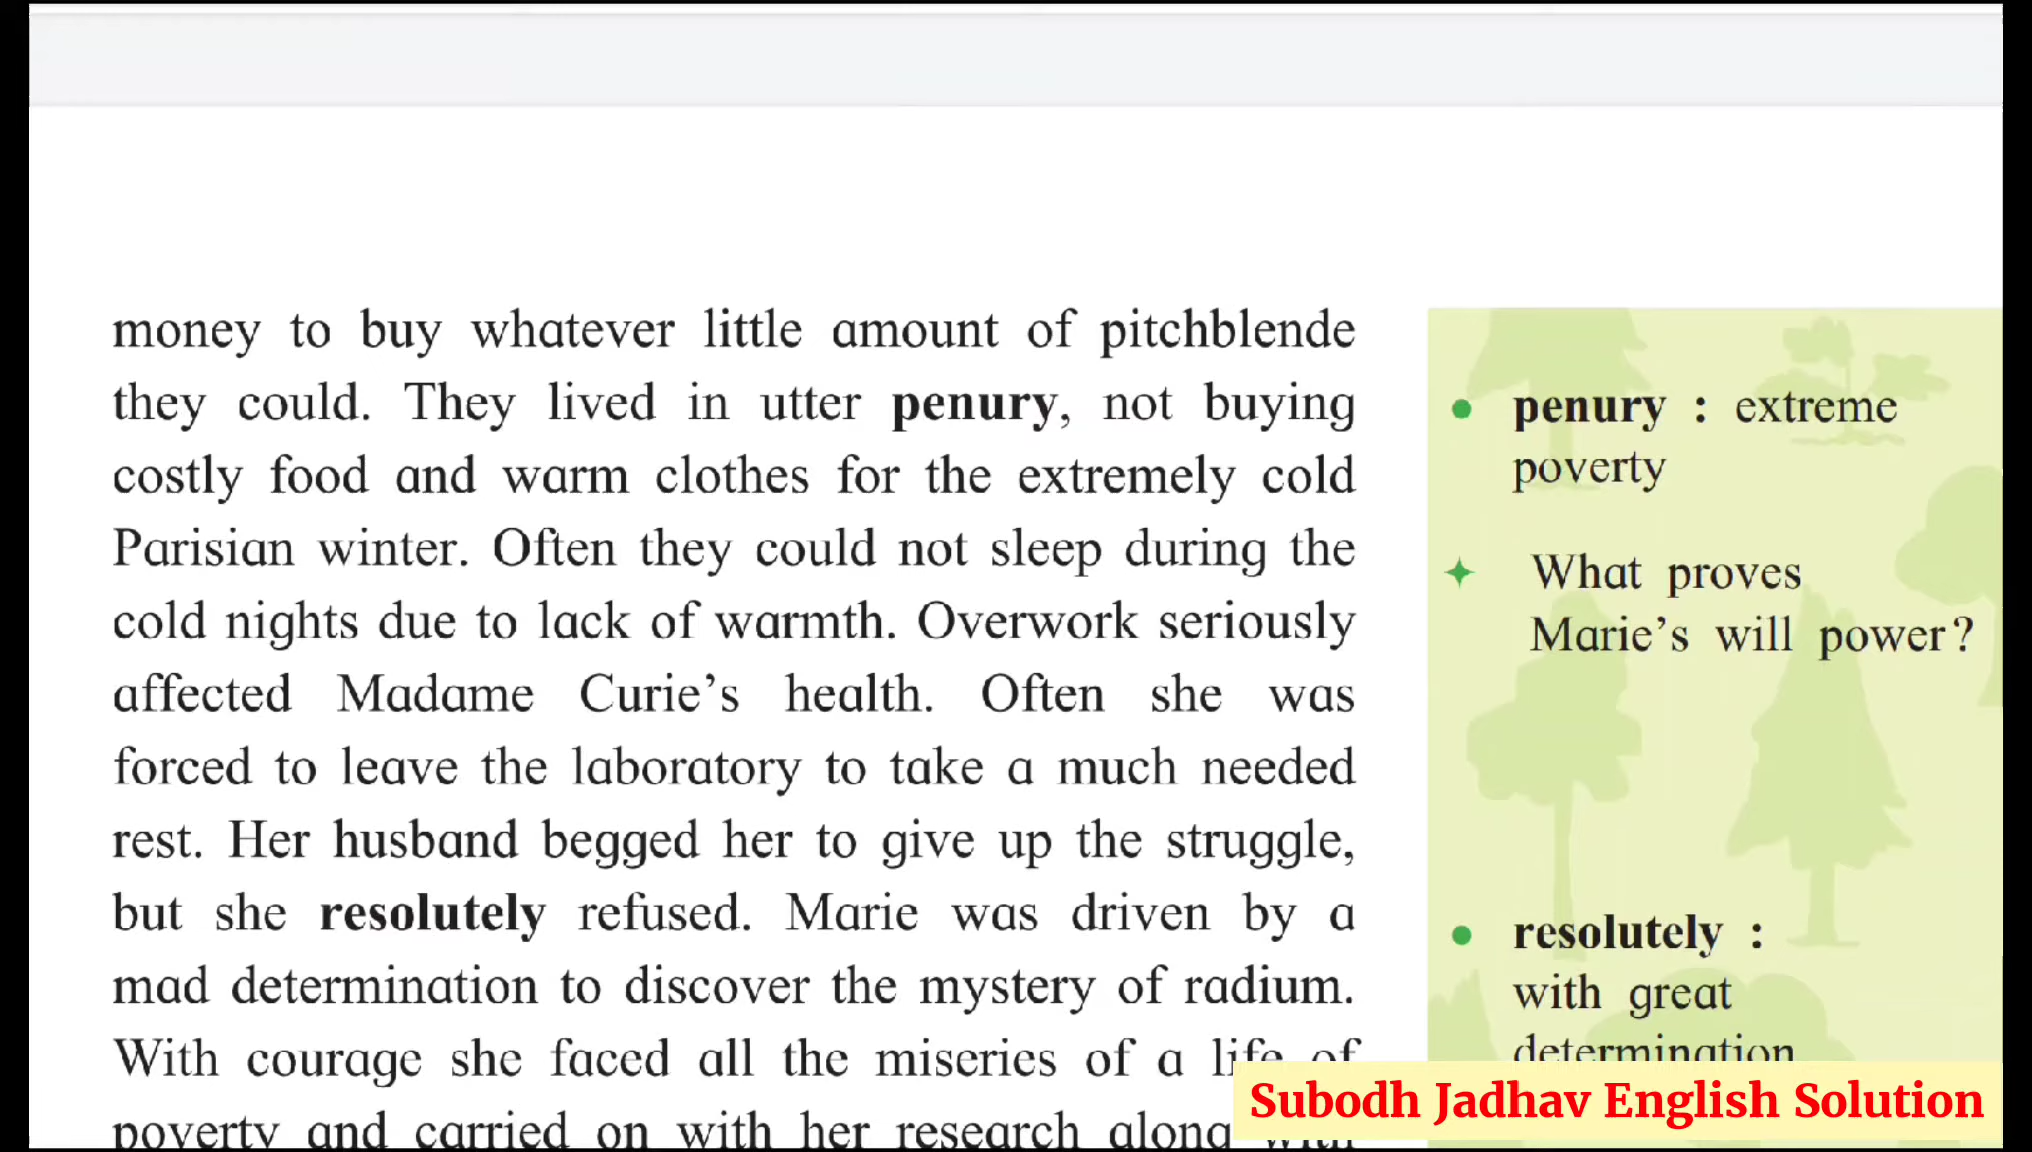 money to buy whatever little amount of pitchblende
they could. They lived in utter penury, not buying
costly food and warm clothes for the extremely cold
Parisian winter. Often they could not sleep during the
cold nights due to lack of warmth. Overwork seriously
affected Madame Curie's health. Often she was
forced to leave the laboratory to take a much needed
rest. Her husband begged her to give up the struggle,
but she resolutely refused. Marie was driven by a
mad determination to discover the mystery of radium.
With courage she faced all the miseries of a life of
poverty and carried on with her research along with
• penury : extreme
poverty
✦ What proves
Marie's will power?
• resolutely :
with great
determination
Subodh Jadhav English Solution